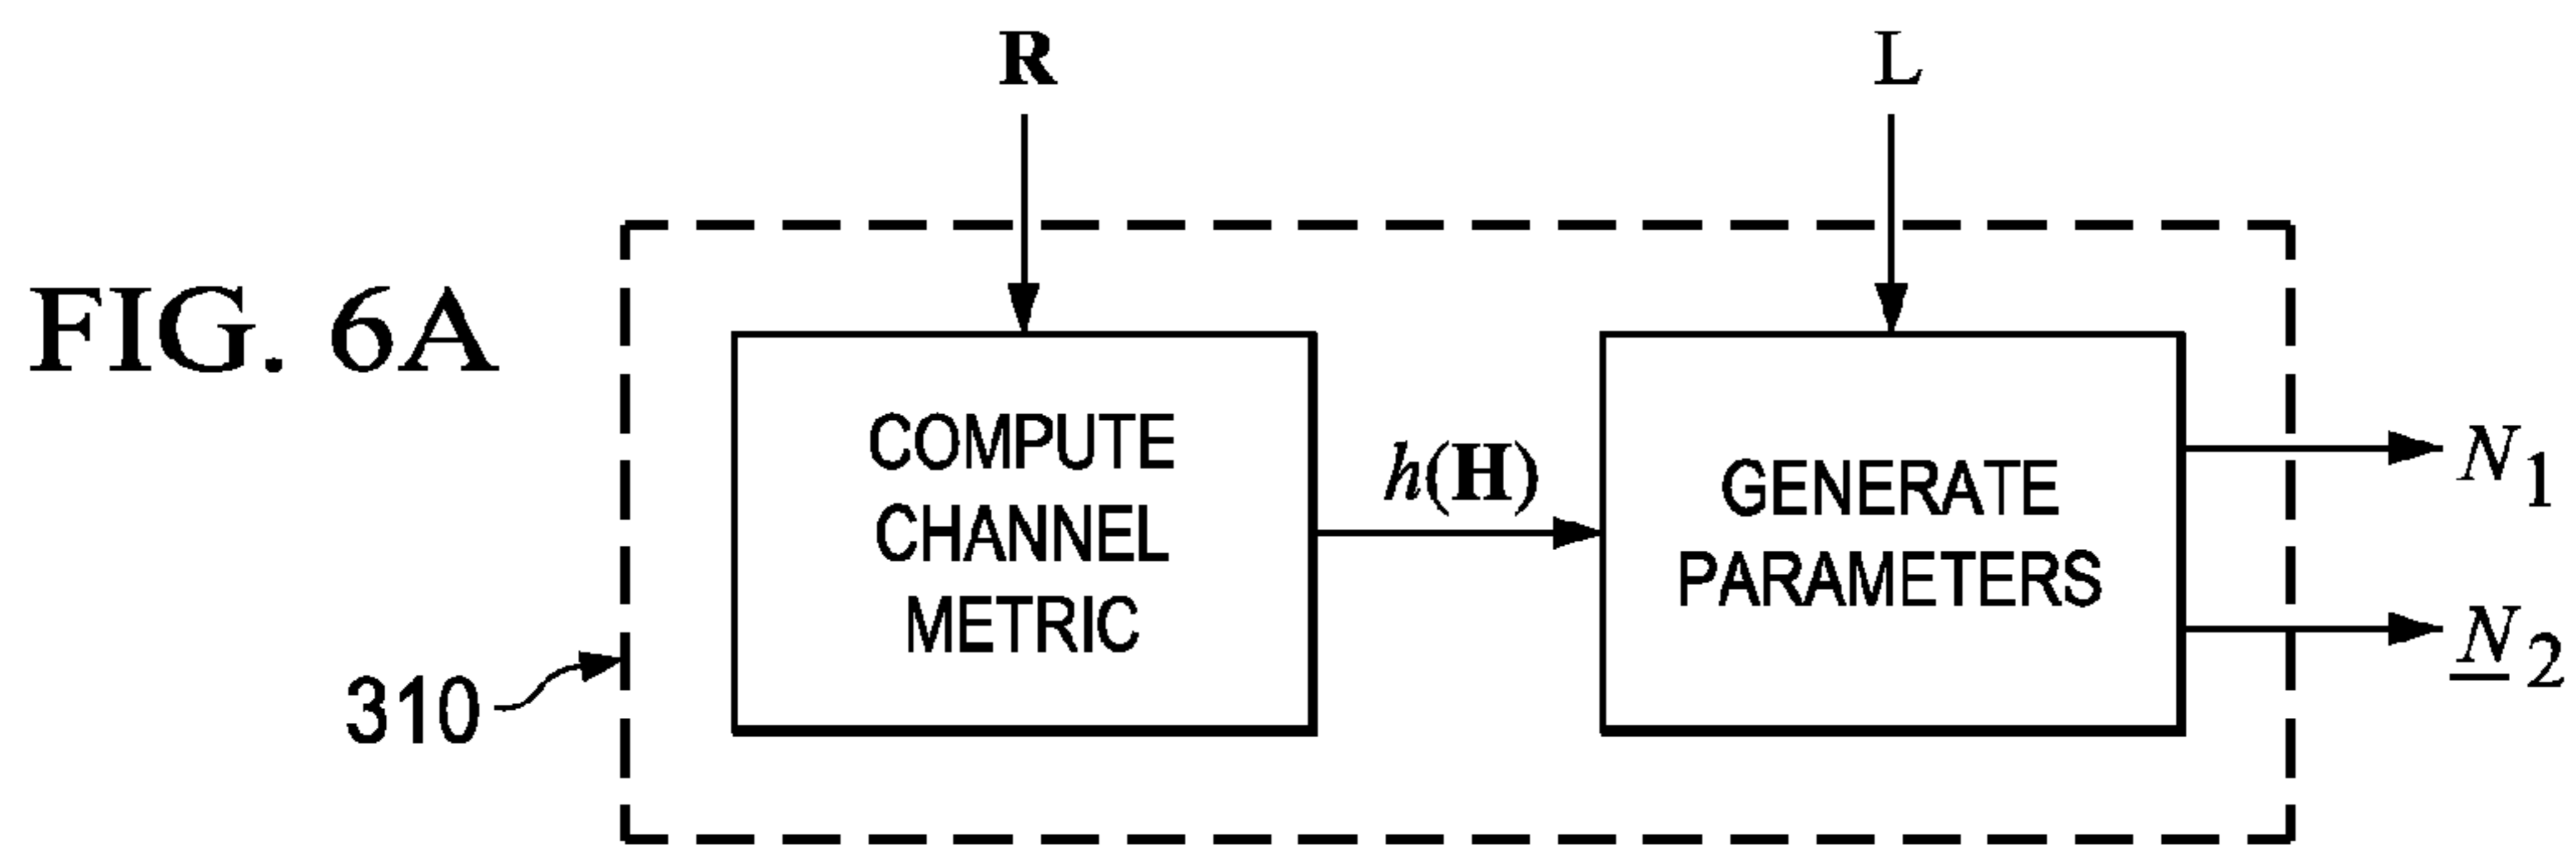 R
L
FIG. 6A
COMPUTE
CHANNEL
METRIC
h(H)
GENERATE
PARAMETERS
N1
N2
310